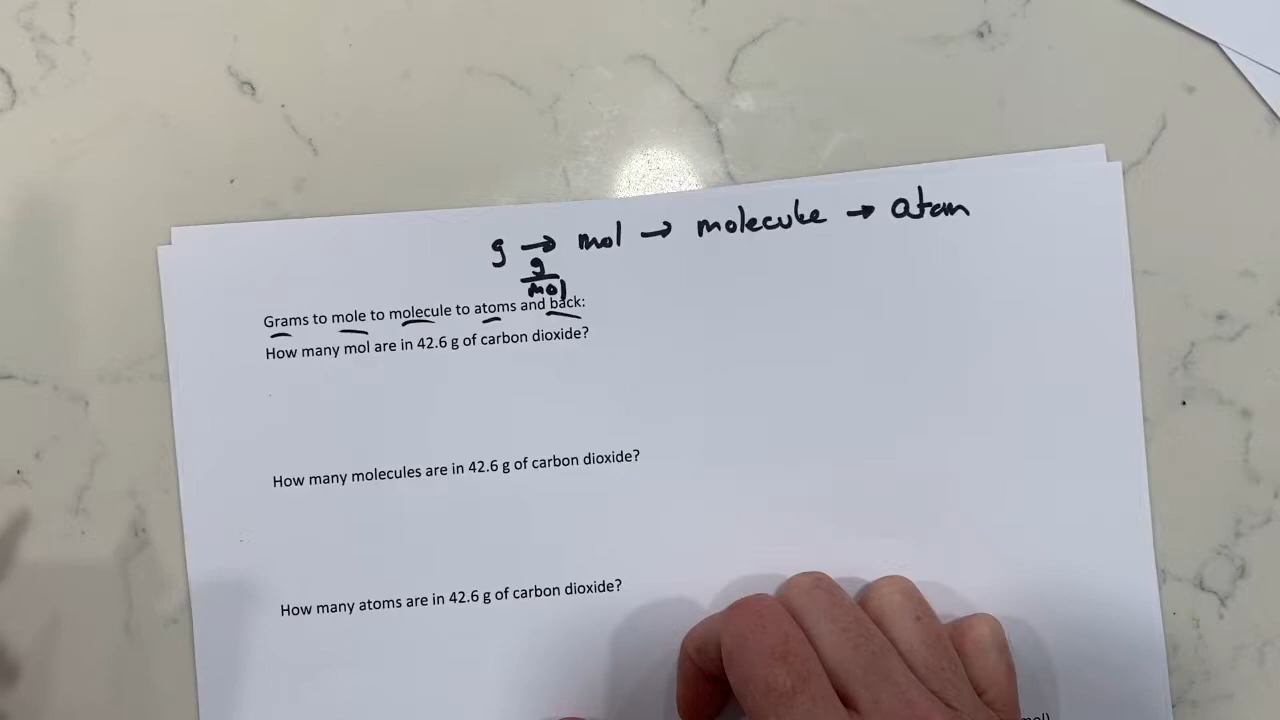 g → mol → molecule → atom
g
mol
Grams to mole to molecule to atoms and back:
How many mol are in 42.6 g of carbon dioxide?
How many molecules are in 42.6 g of carbon dioxide?
How many atoms are in 42.6 g of carbon dioxide?
mol)